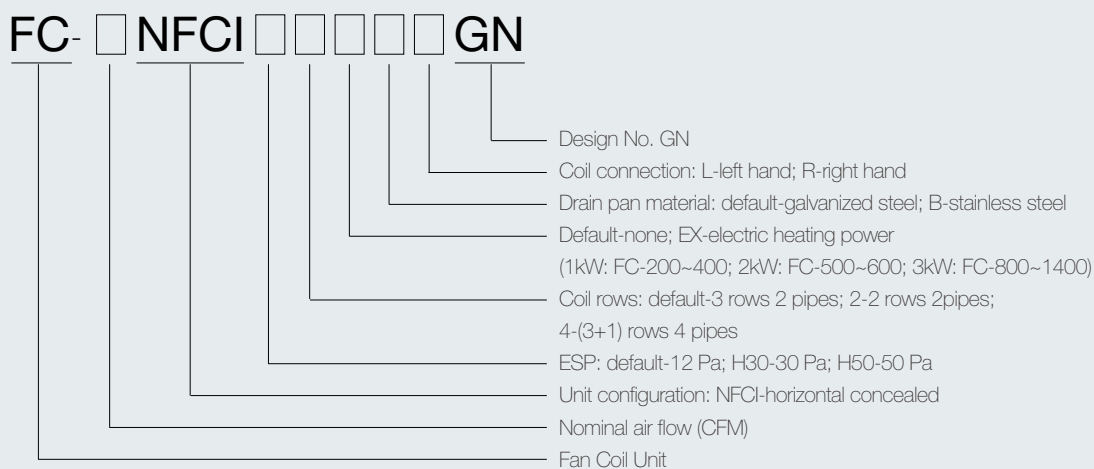 FC- □ NFCI □ □ □ □ □ GN
Design No. GN
Coil connection: L-left hand; R-right hand
Drain pan material: default-galvanized steel; B-stainless steel
Default-none; EX-electric heating power
(1kW: FC-200~400; 2kW: FC-500~600; 3kW: FC-800~1400)
Coil rows: default-3 rows 2 pipes; 2-2 rows 2pipes;
4-(3+1) rows 4 pipes
ESP: default-12 Pa; H30-30 Pa; H50-50 Pa
Unit configuration: NFCI-horizontal concealed
Nominal air flow (CFM)
Fan Coil Unit